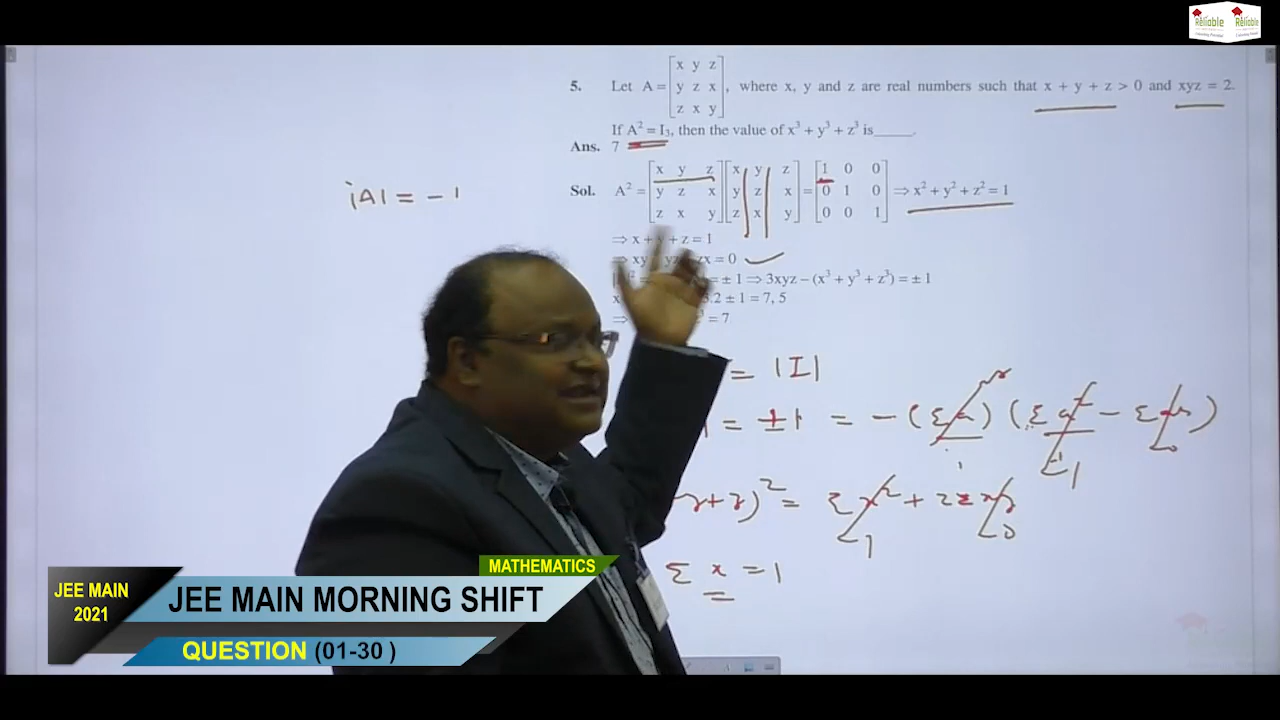 Reliable Reliable
5. Let A = [x y z; y z x; z x y], where x, y and z are real numbers such that x + y + z > 0 and xyz = 2.
If A² = I₃, then the value of x³ + y³ + z³ is_____.
Ans. 7
Sol. A² = [x y z; y z x; z x y][x y z; y z x; z x y] = [1 0 0; 0 1 0; 0 0 1] ⇒ x² + y² + z² = 1
⇒ x + y + z = 1
⇒ xy yz zx = 0
= ± 1 ⇒ 3xyz – (x³ + y³ + z³) = ± 1
3.2 ± 1 = 7, 5
⇒ = 7
|A| = -1
= |I|
= ±1 = -(Σ ) (Σ - Σ )
1 1 0
+z)² = Σx² + 2Σxy
1 0
Σ x = 1
MATHEMATICS
JEE MAIN
2021
JEE MAIN MORNING SHIFT
QUESTION (01-30 )